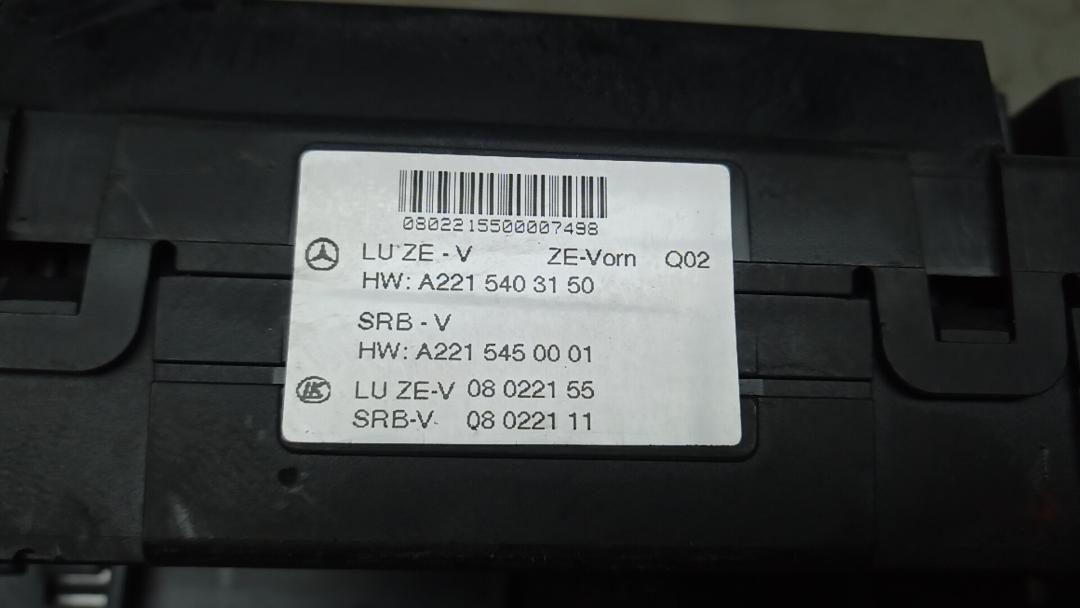 0802215500007498
LU ZE - V ZE-Vorn Q02
HW: A221 540 31 50
SRB - V
HW: A221 545 00 01
LK LU ZE-V 08 0221 55
SRB-V 08 0221 11